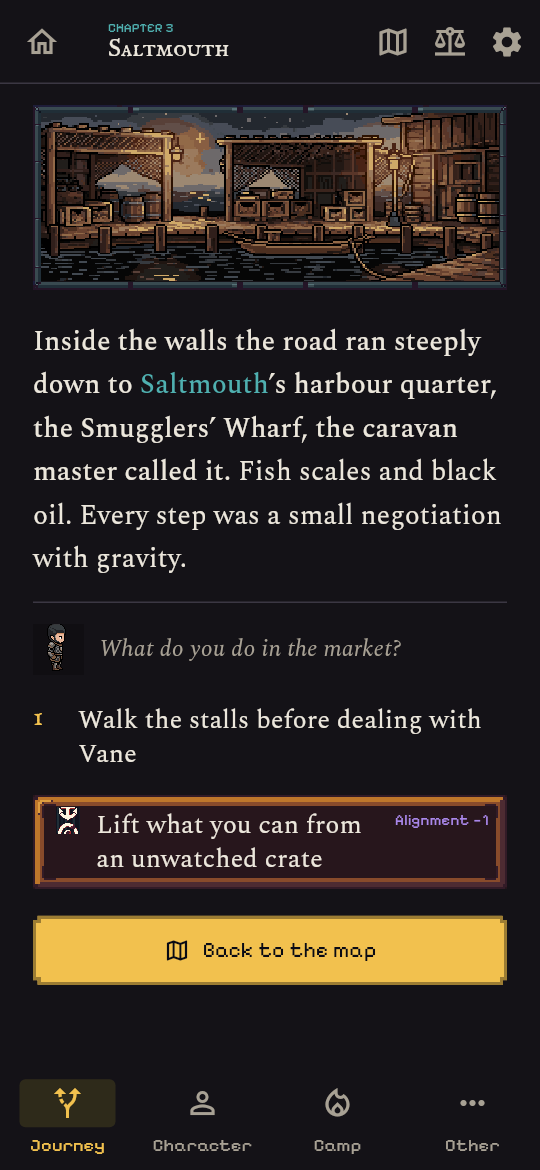 CHAPTER 3
Saltmouth
Inside the walls the road ran steeply
down to Saltmouth’s harbour quarter,
the Smugglers’ Wharf, the caravan
master called it. Fish scales and black
oil. Every step was a small negotiation
with gravity.
What do you do in the market?
1 Walk the stalls before dealing with
Vane
Lift what you can from Alignment -1
an unwatched crate
Back to the map
Journey Character Camp Other